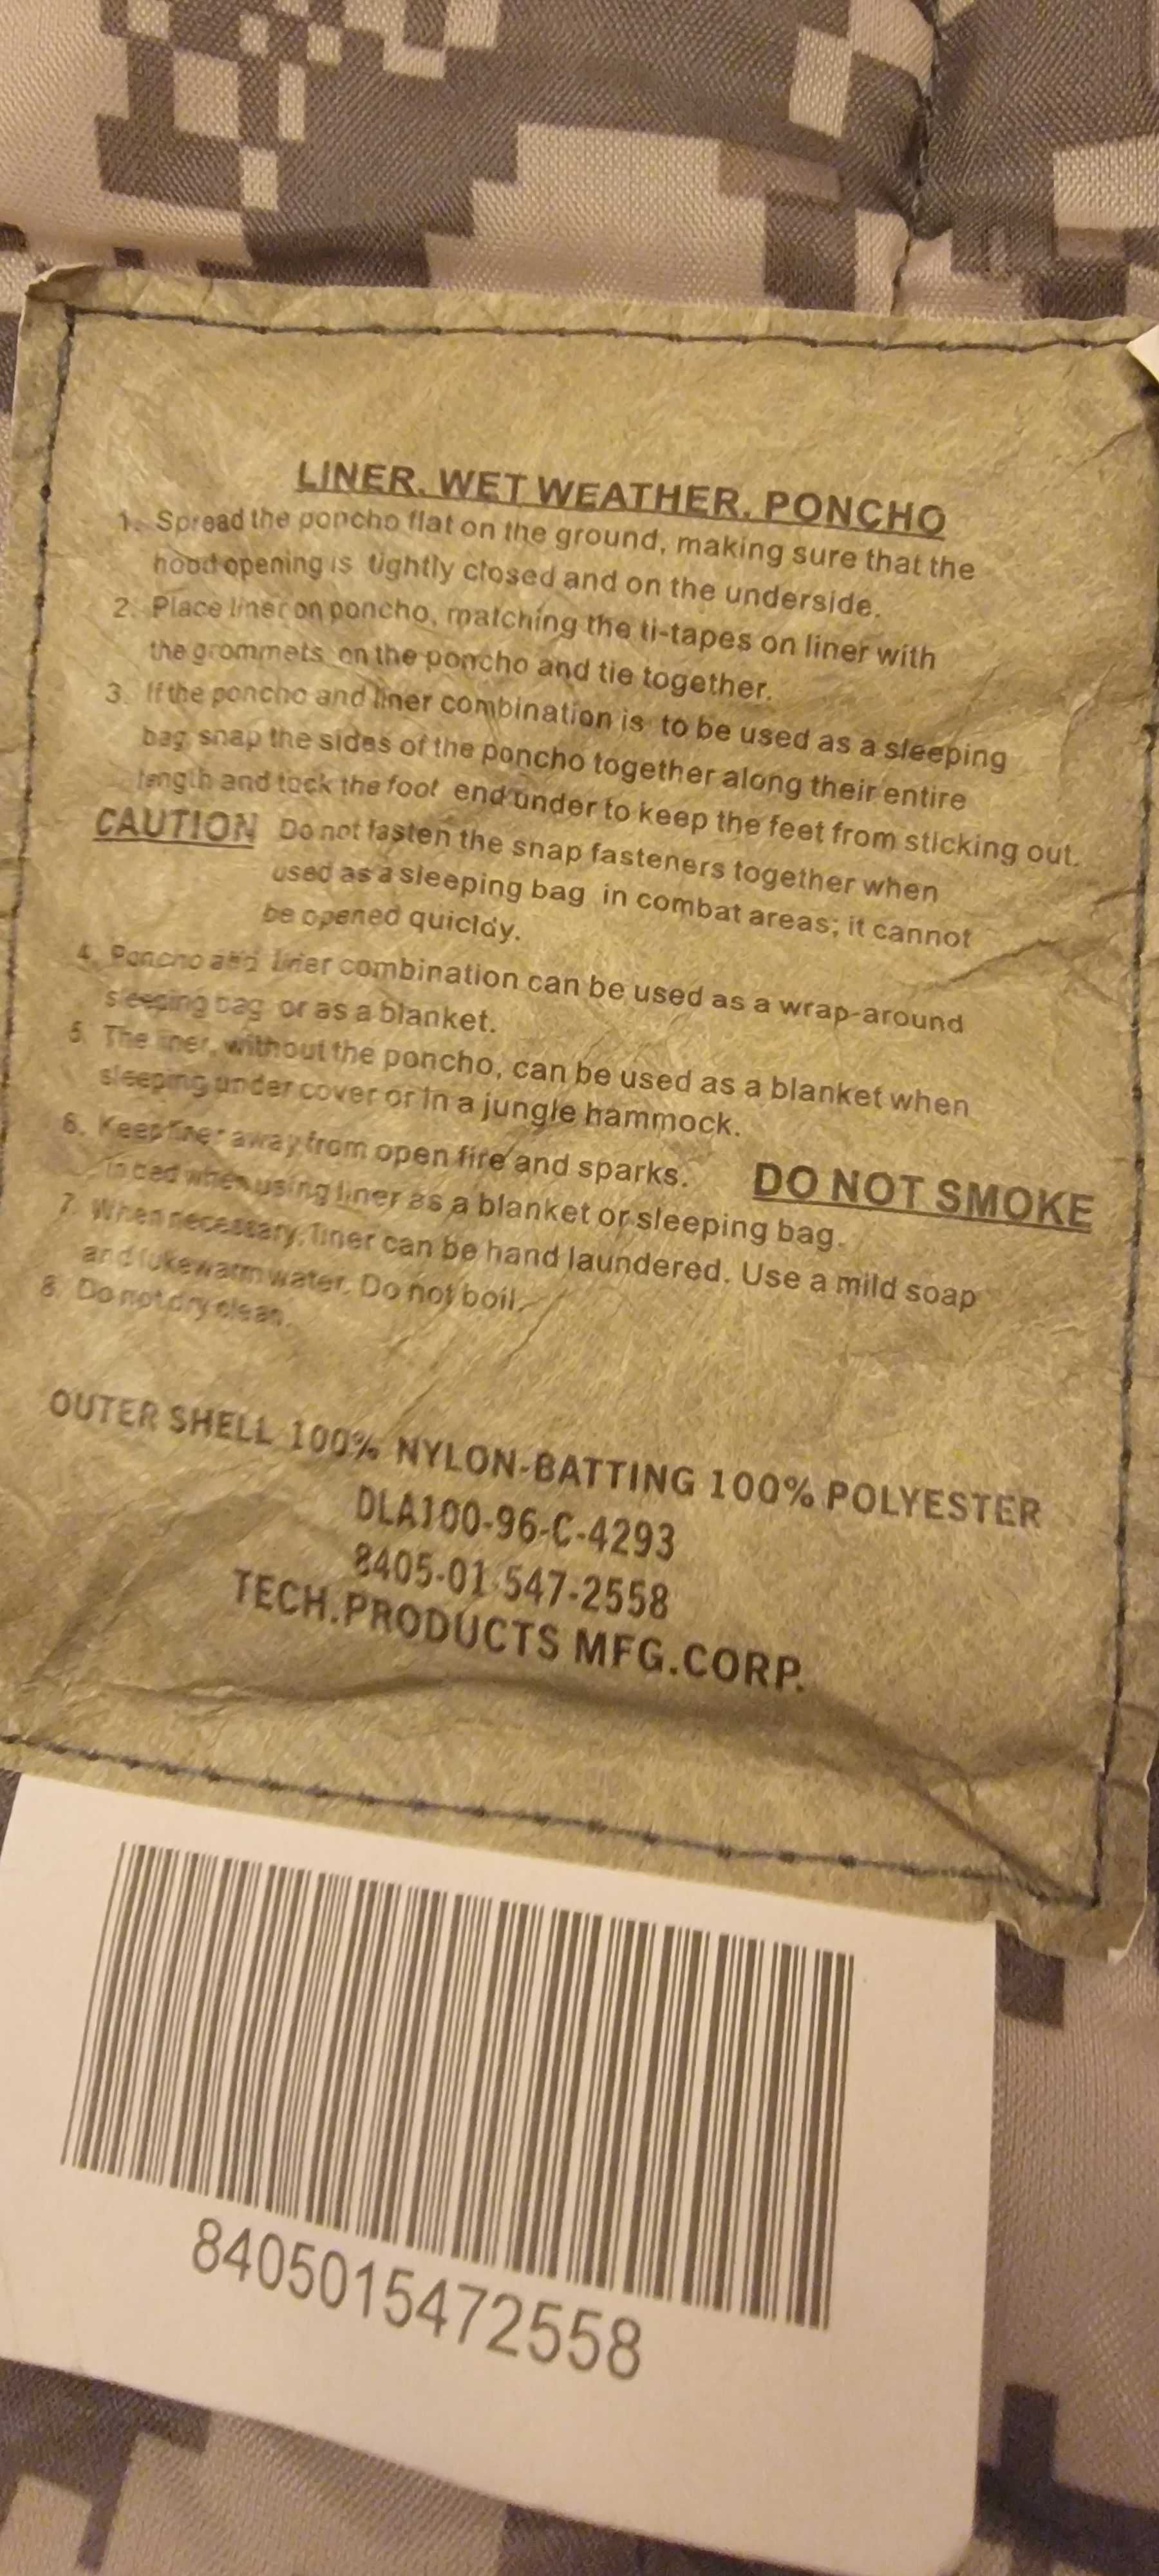 LINER, WET WEATHER, PONCHO
1. Spread the poncho flat on the ground, making sure that the
hood opening is tightly closed and on the underside.
2. Place liner on poncho, matching the ti-tapes on liner with
the grommets on the poncho and tie together.
3. If the poncho and liner combination is to be used as a sleeping
bag snap the sides of the poncho together along their entire
length and tuck the foot end under to keep the feet from sticking out.
CAUTION Do not fasten the snap fasteners together when
used as a sleeping bag in combat areas; it cannot
be opened quicldy.
4. Poncho and liner combination can be used as a wrap-around
sleeping bag or as a blanket.
5. The liner, without the poncho, can be used as a blanket when
sleeping under cover or in a jungle hammock.
6. Keep liner away from open fire and sparks. DO NOT SMOKE
in bed when using liner as a blanket or sleeping bag.
7. When necessary, liner can be hand laundered. Use a mild soap
and lukewarm water. Do not boil.
8. Do not dry clean.
OUTER SHELL 100% NYLON-BATTING 100% POLYESTER
DLA100-96-C-4293
8405-01-547-2558
TECH.PRODUCTS MFG.CORP.
8405015472558